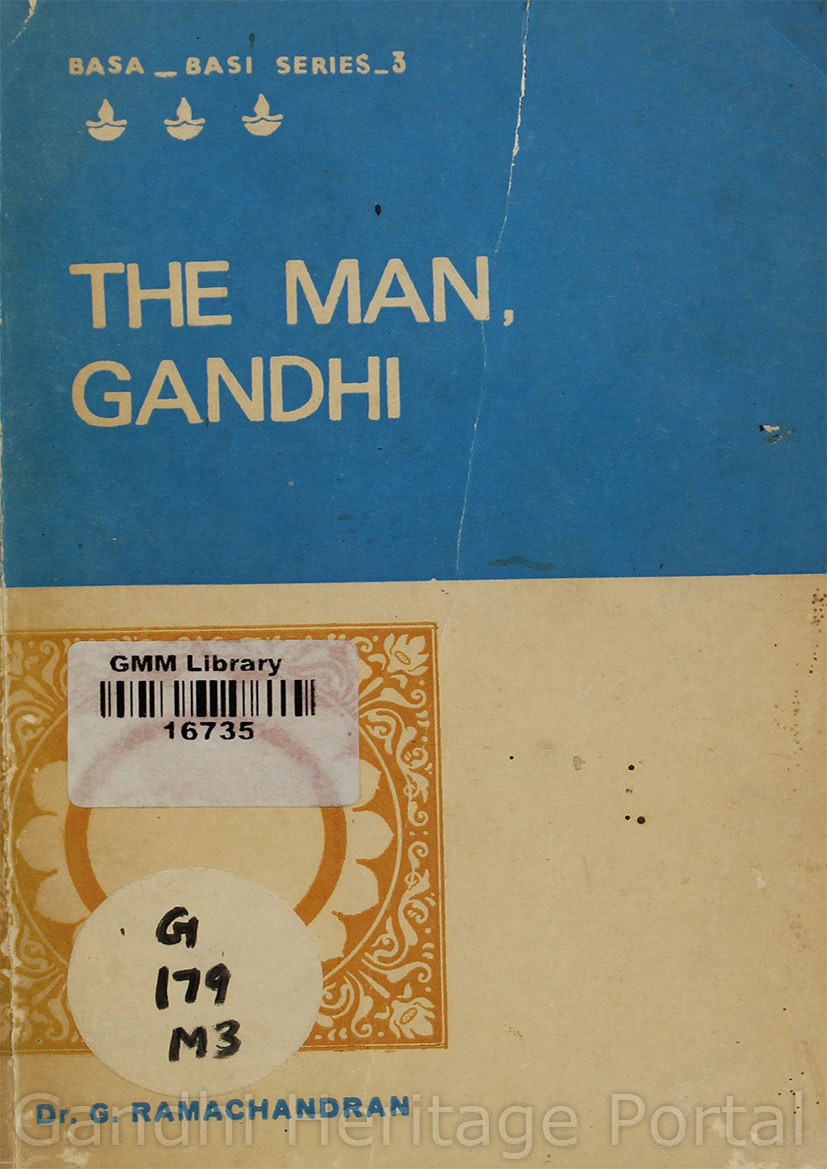 BASA_BASI SERIES_3
THE MAN,
GANDHI
GMM Library
16735
G
179
M3
Dr. G. RAMACHANDRAN
Gandhi Heritage Portal